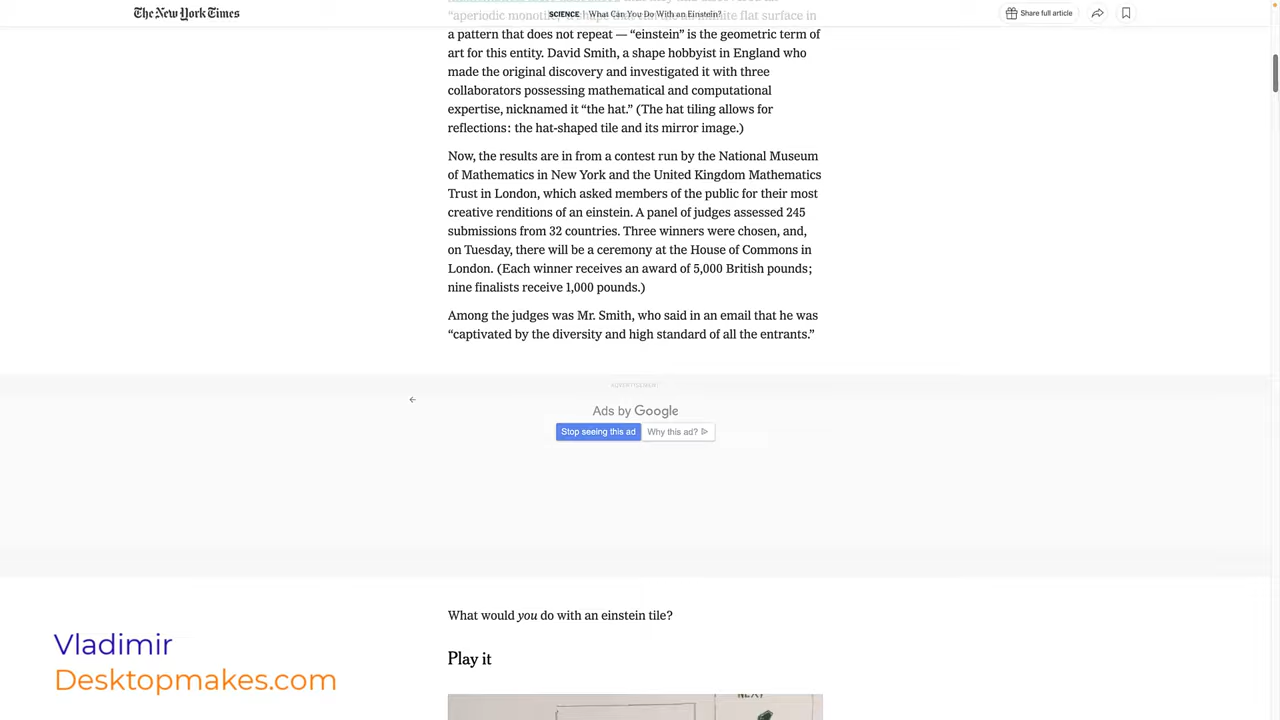 The New York Times
SCIENCE | What Can You Do With an Einstein?
Share full article
"aperiodic monotile, flat surface in
a pattern that does not repeat — “einstein” is the geometric term of
art for this entity. David Smith, a shape hobbyist in England who
made the original discovery and investigated it with three
collaborators possessing mathematical and computational
expertise, nicknamed it “the hat.” (The hat tiling allows for
reflections: the hat-shaped tile and its mirror image.)
Now, the results are in from a contest run by the National Museum
of Mathematics in New York and the United Kingdom Mathematics
Trust in London, which asked members of the public for their most
creative renditions of an einstein. A panel of judges assessed 245
submissions from 32 countries. Three winners were chosen, and,
on Tuesday, there will be a ceremony at the House of Commons in
London. (Each winner receives an award of 5,000 British pounds;
nine finalists receive 1,000 pounds.)
Among the judges was Mr. Smith, who said in an email that he was
“captivated by the diversity and high standard of all the entrants.”
ADVERTISEMENT
Ads by Google
Stop seeing this ad
Why this ad?
What would you do with an einstein tile?
Play it
NEXT
Vladimir
Desktopmakes.com